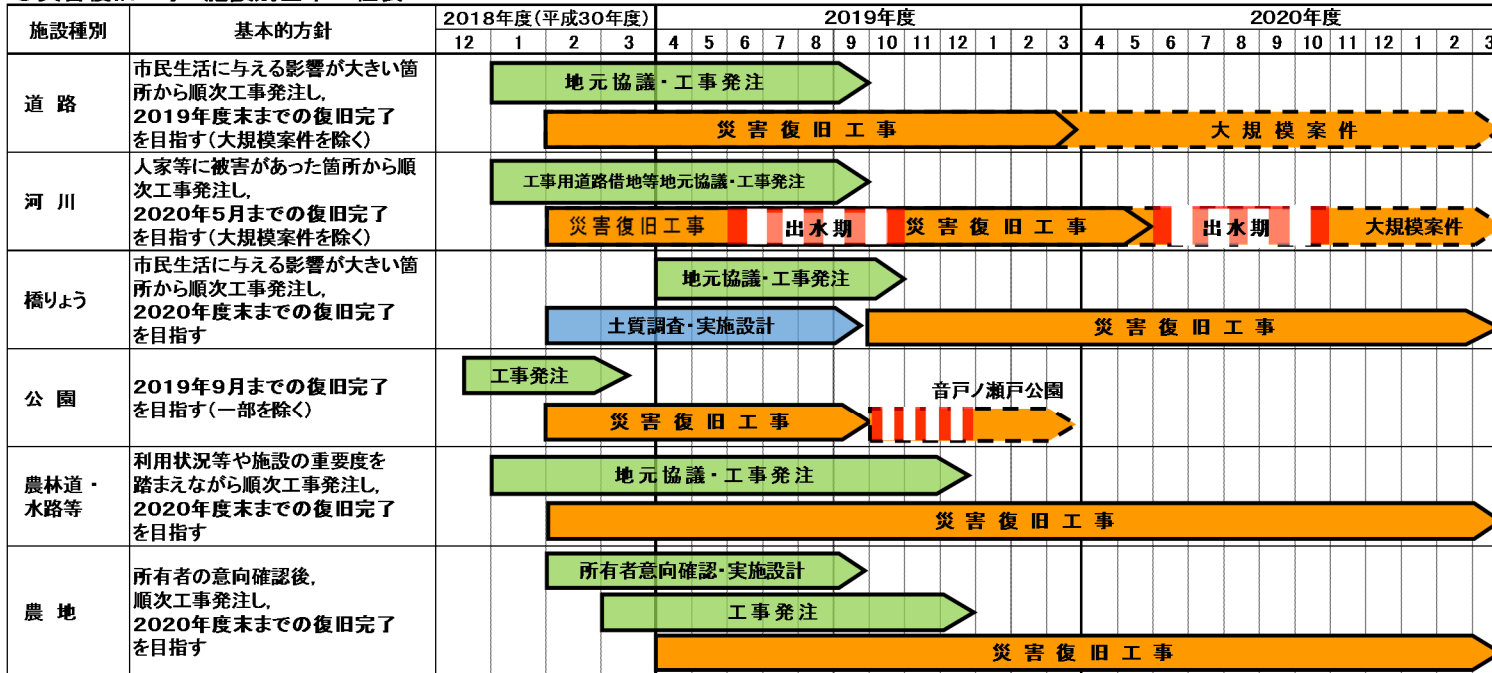 施設種別 基本的方針 2018年度(平成30年度) 2019年度 2020年度
12 1 2 3 4 5 6 7 8 9 10 11 12 1 2 3 4 5 6 7 8 9 10 11 12 1 2 3
道路
市民生活に与える影響が大きい箇
所から順次工事発注し,
2019年度末までの復旧完了
を目指す(大規模案件を除く)
地元協議・工事発注
災害復旧工事 大規模案件
河川
人家等に被害があった箇所から順
次工事発注し,
2020年5月までの復旧完了
を目指す(大規模案件を除く)
工事用道路借地等地元協議・工事発注
災害復旧工事 出水期 災害復旧工事 出水期 大規模案件
橋りょう
市民生活に与える影響が大きい箇
所から順次工事発注し,
2020年度末までの復旧完了
を目指す
地元協議・工事発注
土質調査・実施設計 災害復旧工事
公園
2019年9月までの復旧完了
を目指す(一部を除く)
工事発注
音戸ノ瀬戸公園
災害復旧工事
農林道・
水路等
利用状況等や施設の重要度を
踏まえながら順次工事発注し,
2020年度末までの復旧完了
を目指す
地元協議・工事発注
災害復旧工事
農地
所有者の意向確認後,
順次工事発注し,
2020年度末までの復旧完了
を目指す
所有者意向確認・実施設計
工事発注
災害復旧工事